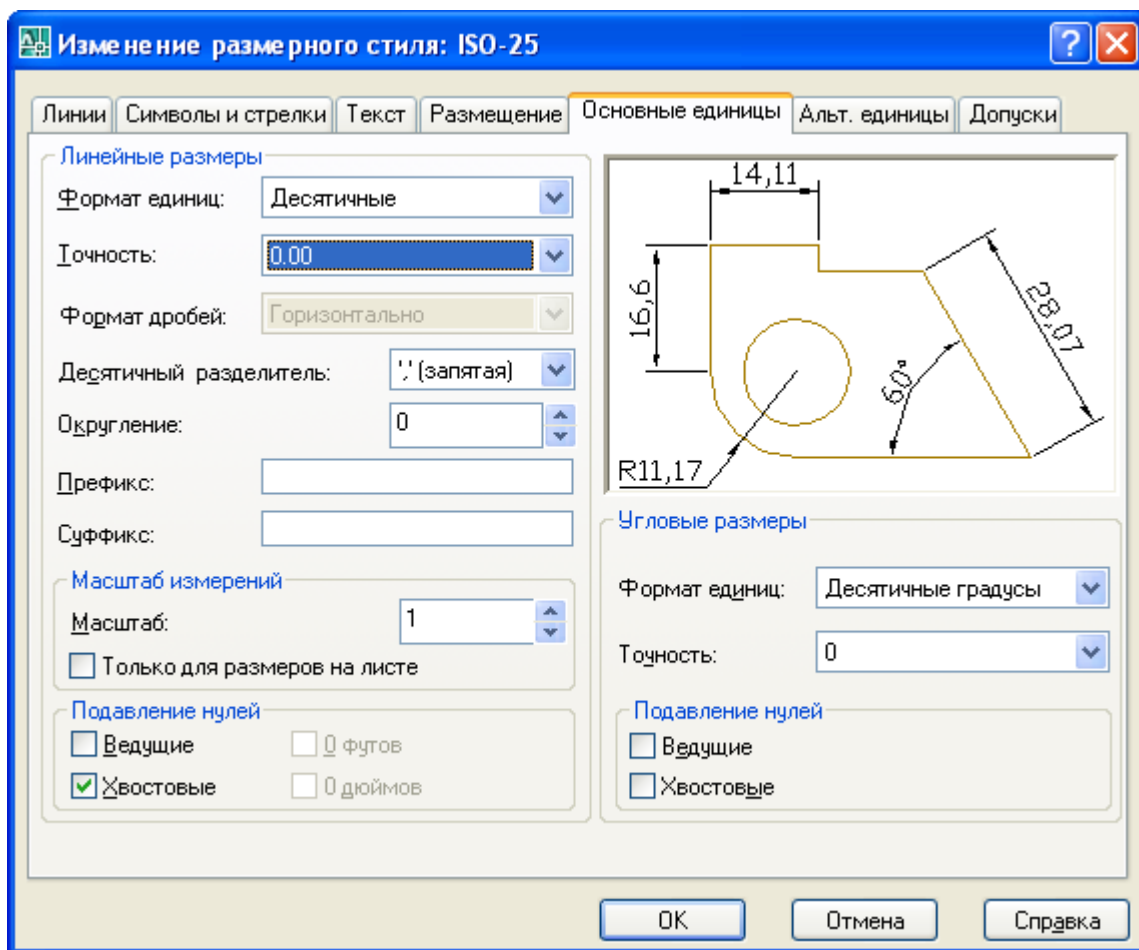 Изменение размерного стиля: ISO-25
Линии
Символы и стрелки
Текст
Размещение
Основные единицы
Альт. единицы
Допуски
Линейные размеры
Формат единиц:
Десятичные
Точность:
0.00
Формат дробей:
Горизонтально
Десятичный разделитель:
',' (запятая)
Округление:
0
Префикс:
Суффикс:
Масштаб измерений
Масштаб:
1
Только для размеров на листе
Подавление нулей
Ведущие
0 футов
Хвостовые
0 дюймов
14,11
16,6
28,07
60°
R11,17
Угловые размеры
Формат единиц:
Десятичные градусы
Точность:
0
Подавление нулей
Ведущие
Хвостовые
OK
Отмена
Справка